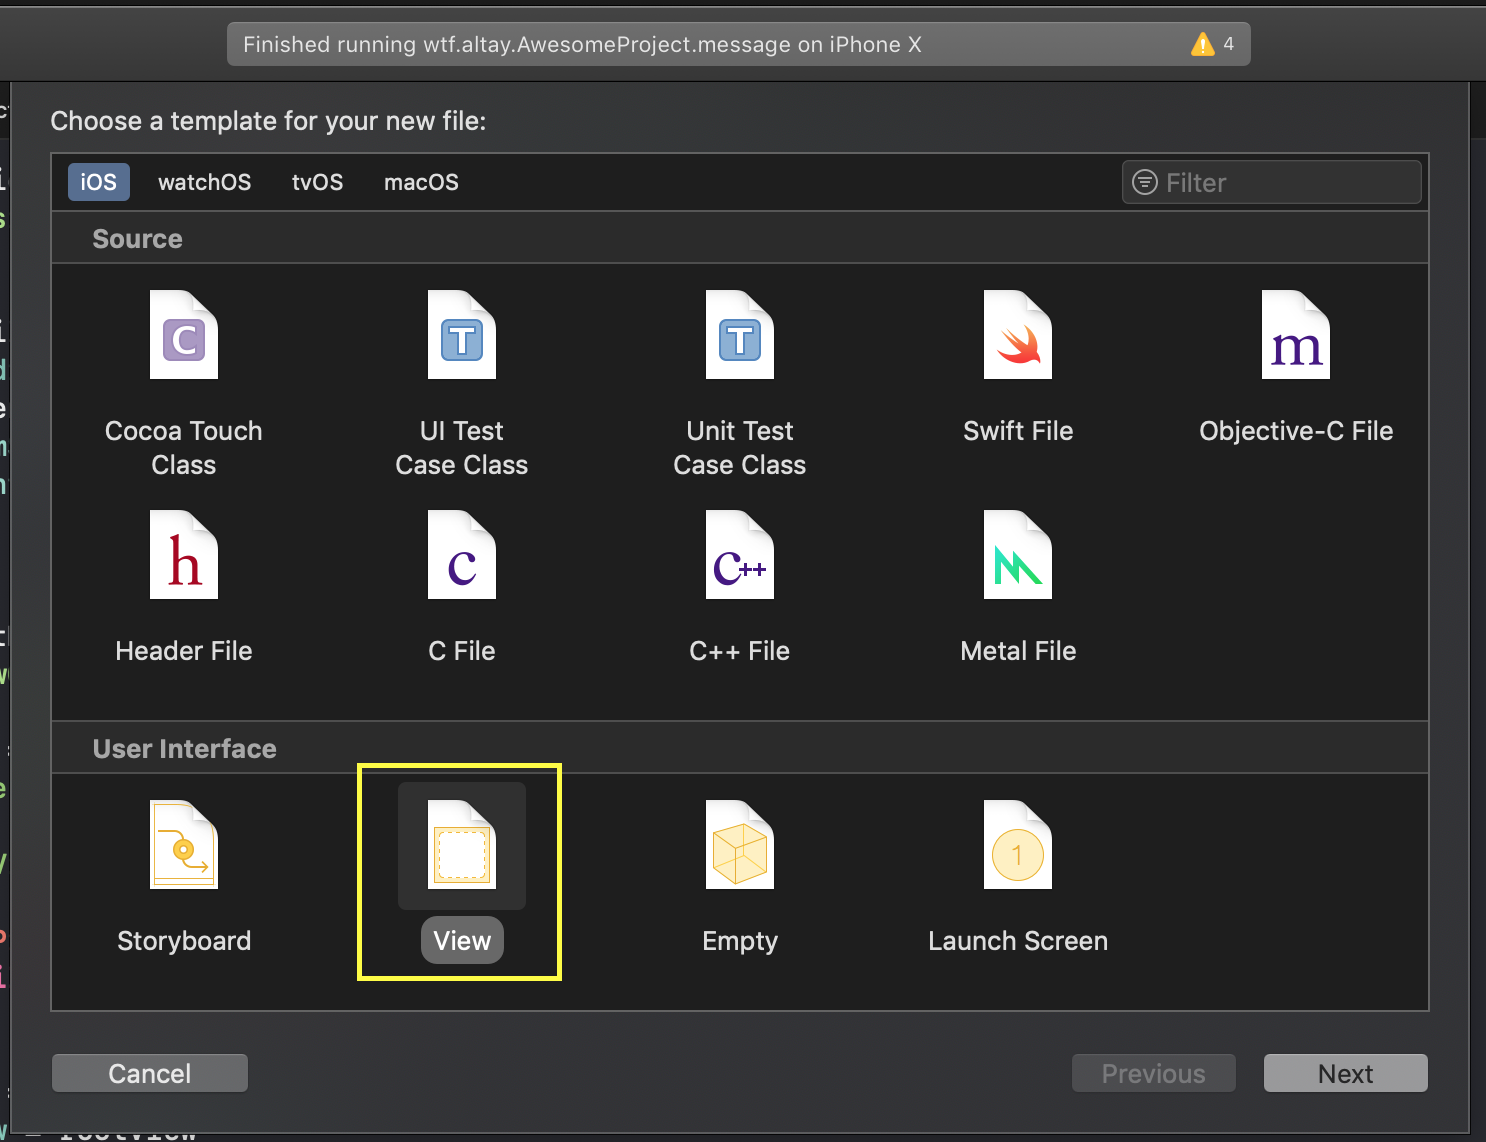 Finished running wtf.altay.AwesomeProject.message on iPhone X
4
Choose a template for your new file:
iOS
watchOS
tvOS
macOS
Filter
Source
C
T
T
m
Cocoa Touch
Class
UI Test
Case Class
Unit Test
Case Class
Swift File
Objective-C File
h
c
C++
Header File
C File
C++ File
Metal File
User Interface
1
Storyboard
View
Empty
Launch Screen
Cancel
Previous
Next